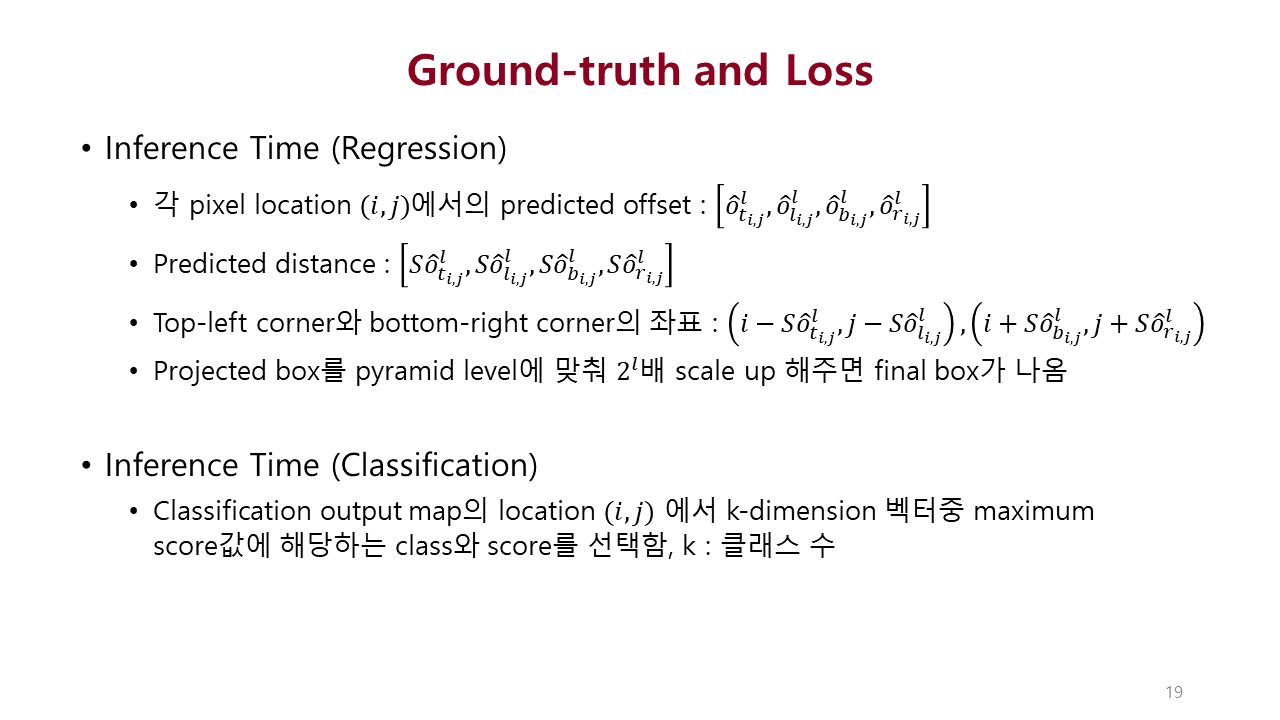 Ground-truth and Loss
• Inference Time (Regression)
• 각 pixel location $(i,j)$에서의 predicted offset : $\left[\hat{o}^l_{t_{i,j}}, \hat{o}^l_{l_{i,j}}, \hat{o}^l_{b_{i,j}}, \hat{o}^l_{r_{i,j}}\right]$
• Predicted distance : $\left[S\hat{o}^l_{t_{i,j}}, S\hat{o}^l_{l_{i,j}}, S\hat{o}^l_{b_{i,j}}, S\hat{o}^l_{r_{i,j}}\right]$
• Top-left corner와 bottom-right corner의 좌표 : $\left(i - S\hat{o}^l_{t_{i,j}}, j - S\hat{o}^l_{l_{i,j}}\right), \left(i + S\hat{o}^l_{b_{i,j}}, j + S\hat{o}^l_{r_{i,j}}\right)$
• Projected box를 pyramid level에 맞춰 $2^l$배 scale up 해주면 final box가 나옴
• Inference Time (Classification)
• Classification output map의 location $(i,j)$ 에서 k-dimension 벡터중 maximum
score값에 해당하는 class와 score를 선택함, k : 클래스 수
19